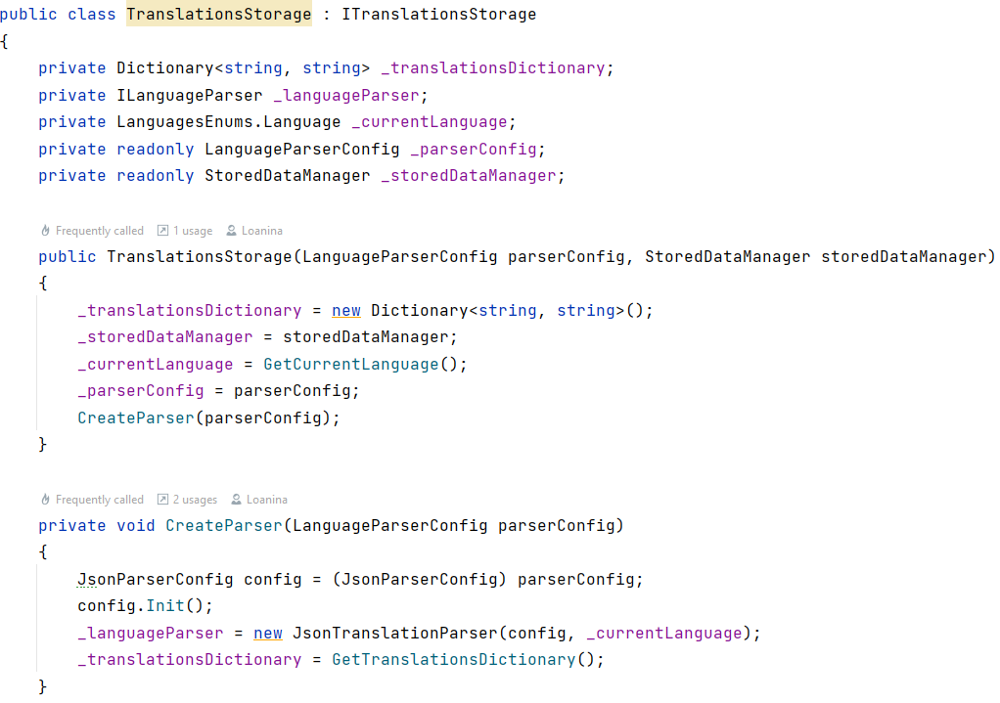 public class TranslationsStorage : ITranslationsStorage
{
    private Dictionary<string, string> _translationsDictionary;
    private ILanguageParser _languageParser;
    private LanguagesEnums.Language _currentLanguage;
    private readonly LanguageParserConfig _parserConfig;
    private readonly StoredDataManager _storedDataManager;

    Frequently called 1 usage Loanina
    public TranslationsStorage(LanguageParserConfig parserConfig, StoredDataManager storedDataManager)
    {
        _translationsDictionary = new Dictionary<string, string>();
        _storedDataManager = storedDataManager;
        _currentLanguage = GetCurrentLanguage();
        _parserConfig = parserConfig;
        CreateParser(parserConfig);
    }

    Frequently called 2 usages Loanina
    private void CreateParser(LanguageParserConfig parserConfig)
    {
        JsonParserConfig config = (JsonParserConfig) parserConfig;
        config.Init();
        _languageParser = new JsonTranslationParser(config, _currentLanguage);
        _translationsDictionary = GetTranslationsDictionary();
    }